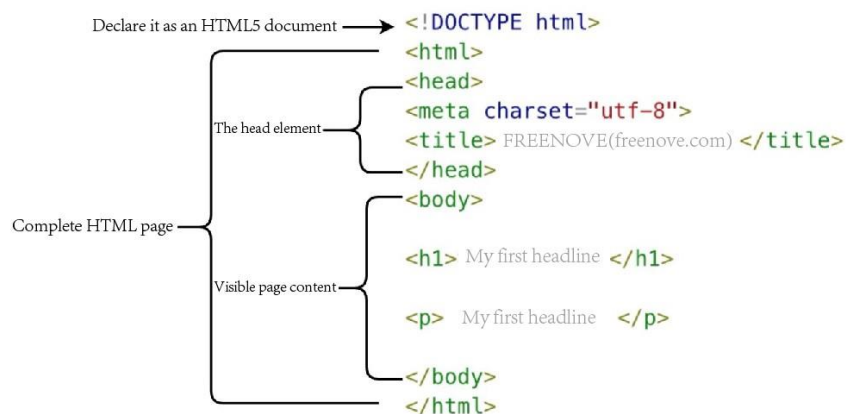 Declare it as an HTML5 document <!DOCTYPE html>
<html>
<head>
<meta charset="utf-8">
The head element
<title> FREENOVE(freenove.com) </title>
</head>
<body>
Complete HTML page
<h1> My first headline </h1>
Visible page content
<p> My first headline </p>
</body>
</html>